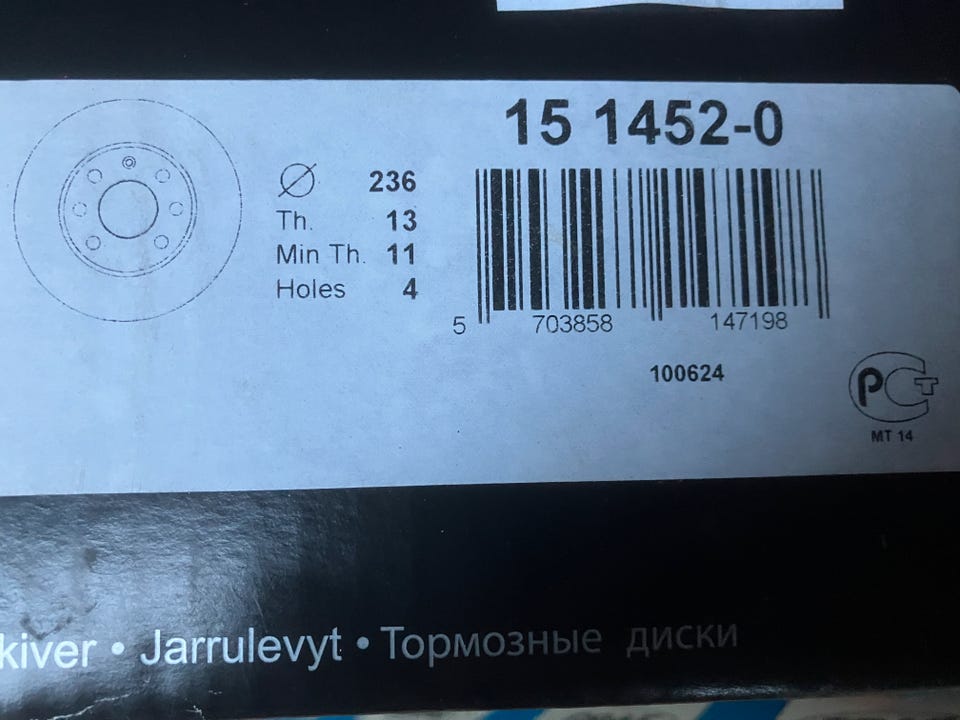 15 1452-0
Ø 236
Th. 13
Min Th. 11
Holes 4
5 703858 147198
100624
PCT
MT 14
kiver • Jarrulevyt • Тормозные диски